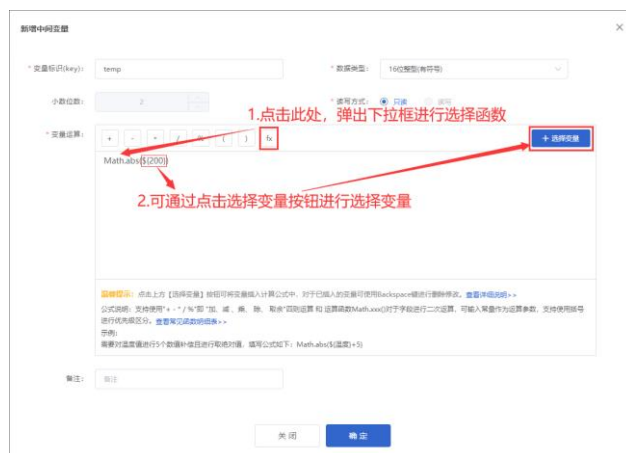 新增中间变量
* 变量标识(key): temp
* 数据类型: 16位整型(有符号)
小数位数: 2
* 读写方式: 只读 读写
1.点击此处，弹出下拉框进行选择函数
* 变量运算: + - * / % ( ) fx
+ 选择变量
Math.abs(${200})
2.可通过点击选择变量按钮进行选择变量
温馨提示: 点击上方【选择变量】按钮可将变量插入计算公式中，对于已插入的变量可使用Backspace键进行删除修改。查看详细说明>>
公式说明: 支持使用"+ - * / %"即 "加、减 、乘、 除、 取余"四则运算 和 运算函数Math.xxx()对于字段进行二次运算，可输入常量作为运算参数，支持使用括号
进行优先级区分。查看常见函数明细表>>
示例:
需要对温度值进行5个数值补偿且进行取绝对值，填写公式如下: Math.abs(${温度}+5)
备注: 备注
关 闭
确 定